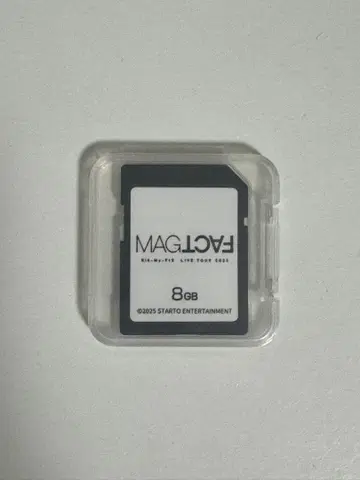 MAGFACT
Kis-My-Ft2 LIVE TOUR 2025
8GB
©2025 STARTO ENTERTAINMENT